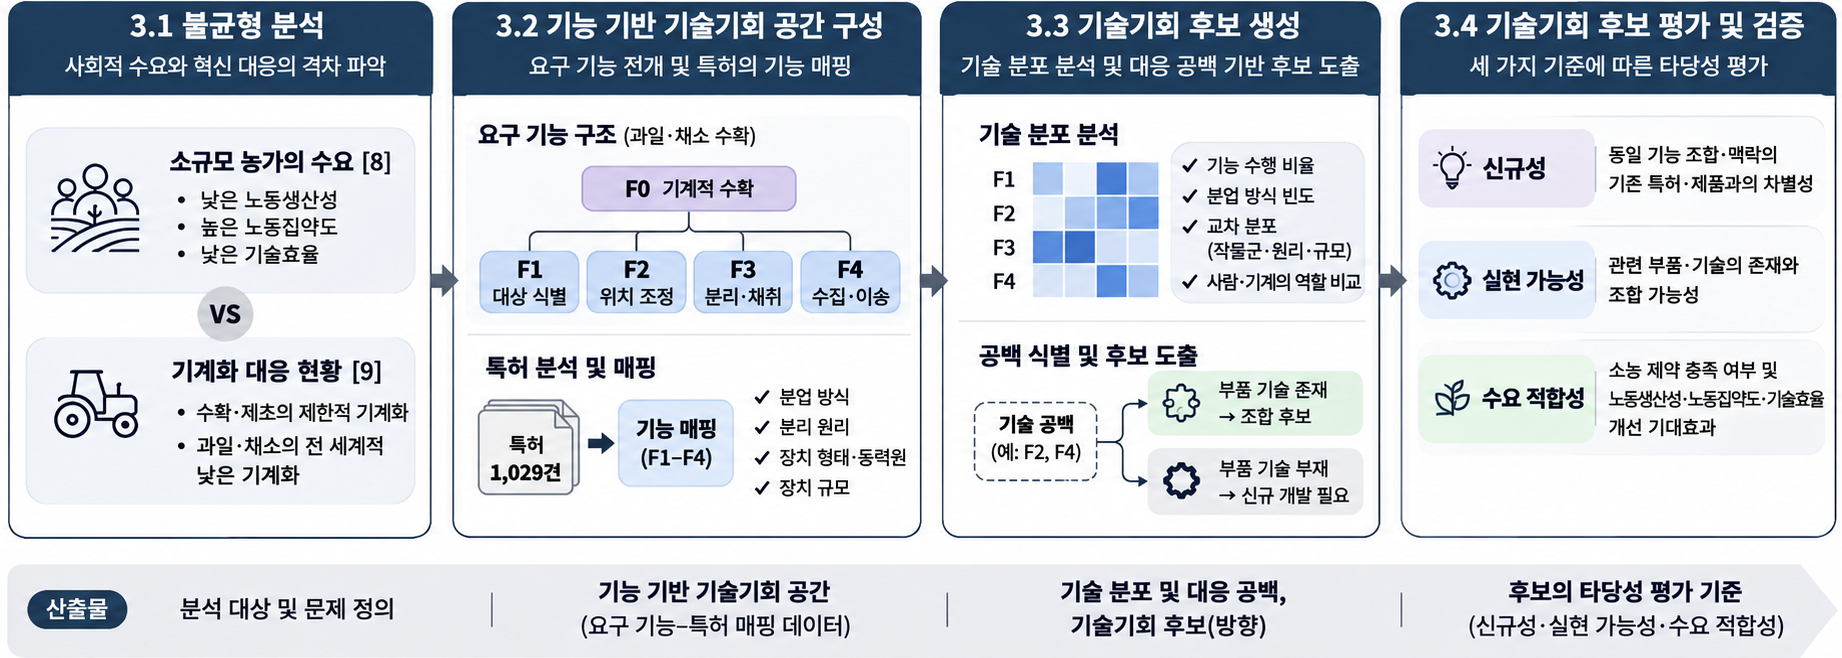 3.1 불균형 분석
사회적 수요와 혁신 대응의 격차 파악
소규모 농가의 수요 [8]
• 낮은 노동생산성
• 높은 노동집약도
• 낮은 기술효율
VS
기계화 대응 현황 [9]
• 수확·제초의 제한적 기계화
• 과일·채소의 전 세계적
낮은 기계화
3.2 기능 기반 기술기회 공간 구성
요구 기능 전개 및 특허의 기능 매핑
요구 기능 구조 (과일·채소 수확)
F0 기계적 수확
F1
대상 식별
F2
위치 조정
F3
분리·채취
F4
수집·이송
특허 분석 및 매핑
특허
1,029건
기능 매핑
(F1–F4)
✓ 분업 방식
✓ 분리 원리
✓ 장치 형태·동력원
✓ 장치 규모
3.3 기술기회 후보 생성
기술 분포 분석 및 대응 공백 기반 후보 도출
기술 분포 분석
F1
F2
F3
F4
✓ 기능 수행 비율
✓ 분업 방식 빈도
✓ 교차 분포
(작물군·원리·규모)
✓ 사람·기계의 역할 비교
공백 식별 및 후보 도출
기술 공백
(예: F2, F4)
부품 기술 존재
→ 조합 후보
부품 기술 부재
→ 신규 개발 필요
3.4 기술기회 후보 평가 및 검증
세 가지 기준에 따른 타당성 평가
신규성
동일 기능 조합·맥락의
기존 특허·제품과의 차별성
실현 가능성
관련 부품·기술의 존재와
조합 가능성
수요 적합성
소농 제약 충족 여부 및
노동생산성·노동집약도·기술효율
개선 기대효과
산출물
분석 대상 및 문제 정의
기능 기반 기술기회 공간
(요구 기능–특허 매핑 데이터)
기술 분포 및 대응 공백,
기술기회 후보(방향)
후보의 타당성 평가 기준
(신규성·실현 가능성·수요 적합성)